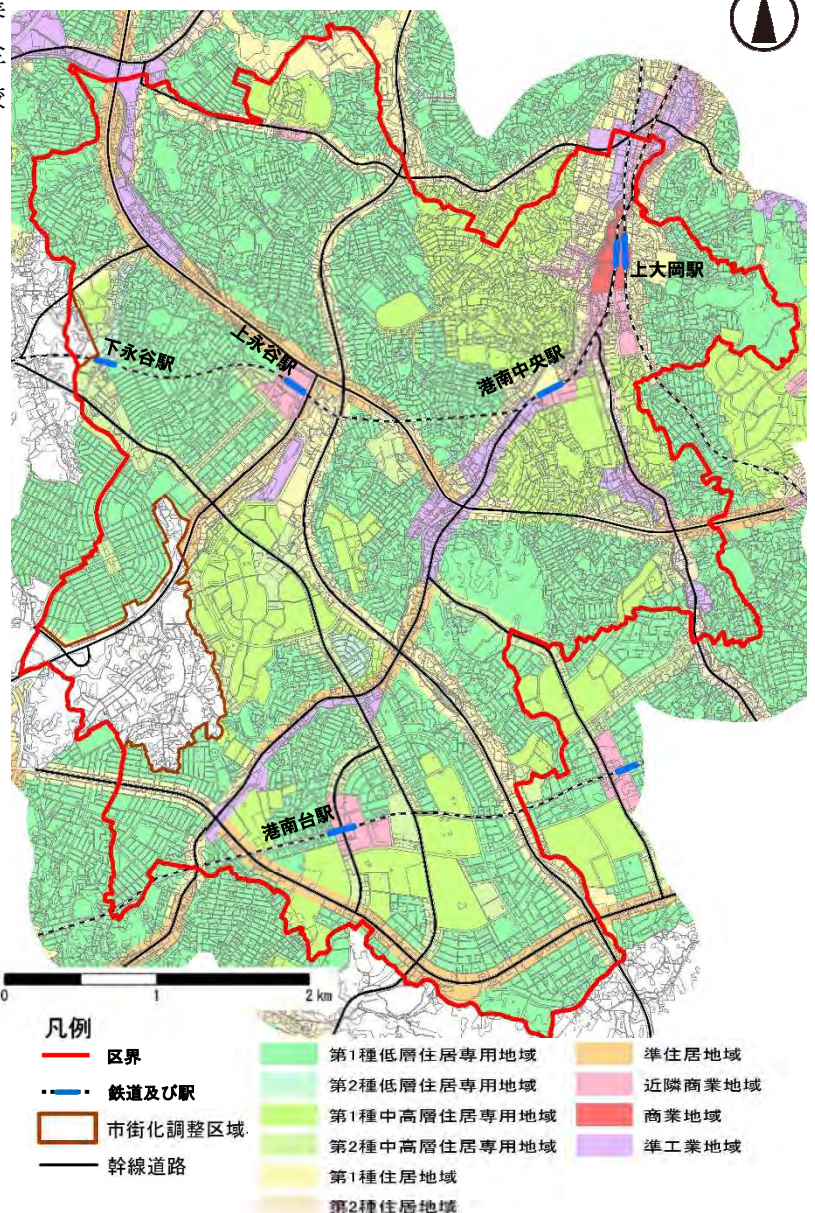 上大岡駅
下永谷駅
上永谷駅
港南中央駅
港南台駅
0 1 2km
凡例
区界
鉄道及び駅
市街化調整区域
幹線道路
第1種低層住居専用地域
第2種低層住居専用地域
第1種中高層住居専用地域
第2種中高層住居専用地域
第1種住居地域
第2種住居地域
準住居地域
近隣商業地域
商業地域
準工業地域